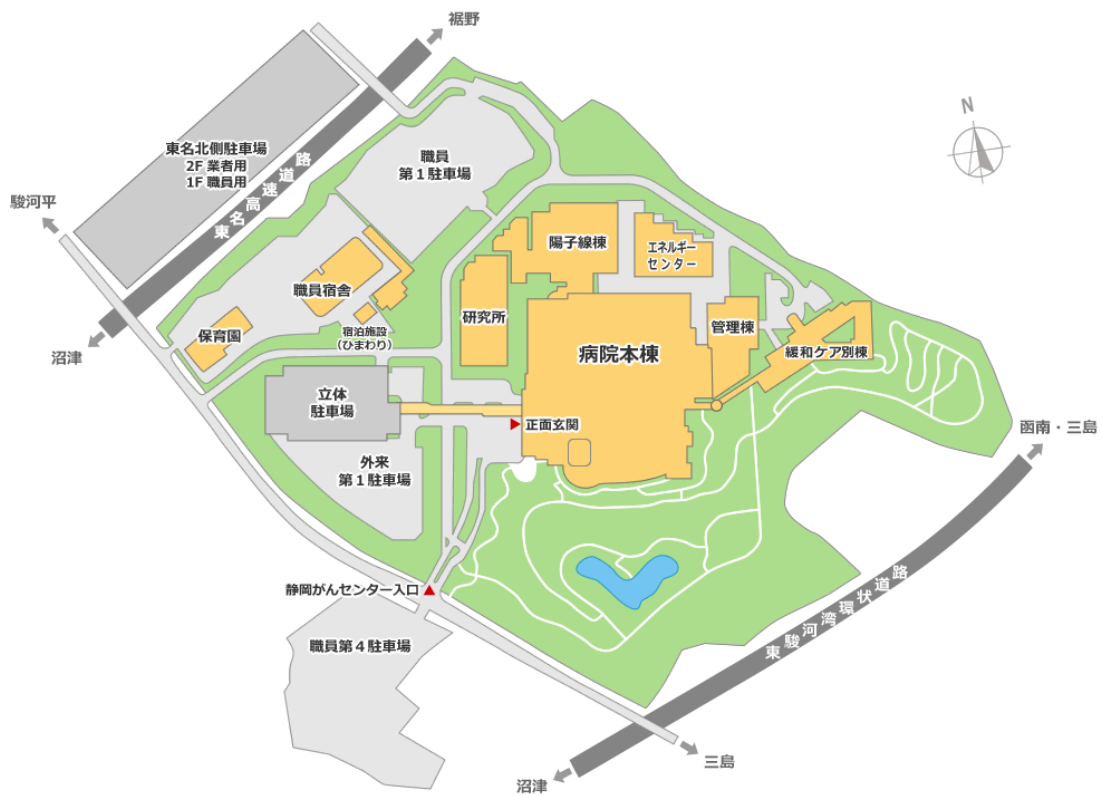 裾野
N
東名北側駐車場
2F 業者用
1F 職員用
職員
第１駐車場
東名高速道路
駿河平
陽子線棟
エネルギー
センター
職員宿舎
研究所
管理棟
保育園
宿泊施設
（ひまわり）
沼津
病院本棟
緩和ケア別棟
立体
駐車場
正面玄関
函南・三島
外来
第１駐車場
静岡がんセンター入口
東駿河湾環状道路
職員第４駐車場
三島
沼津